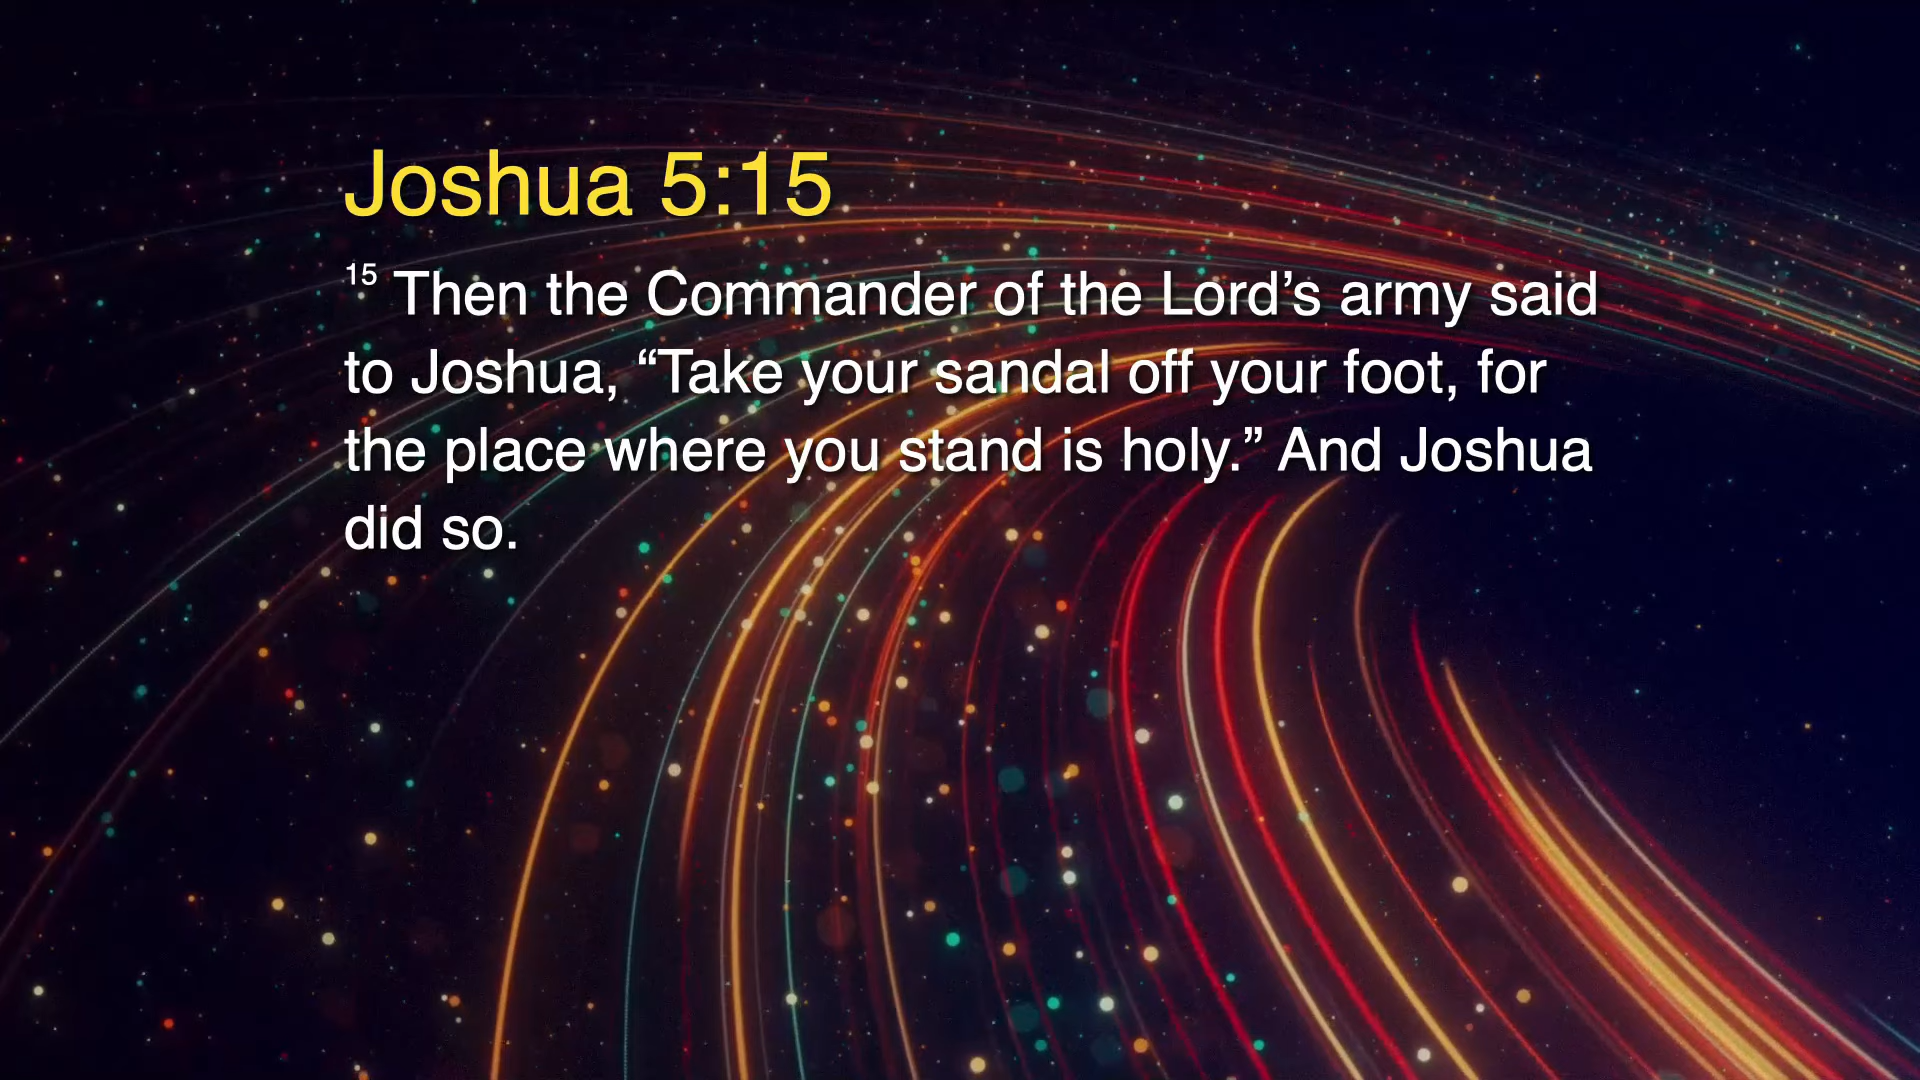 Joshua 5:15
15 Then the Commander of the Lord’s army said
to Joshua, “Take your sandal off your foot, for
the place where you stand is holy.” And Joshua
did so.